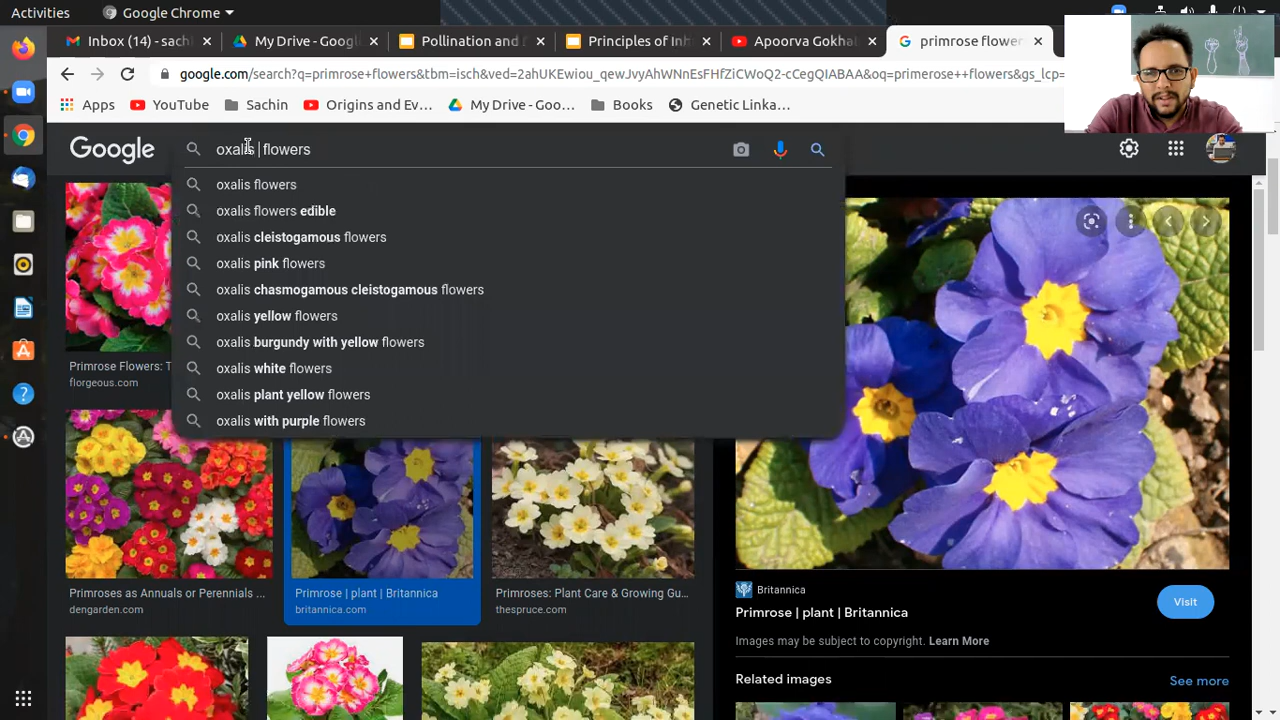 Activities
Google Chrome
Inbox (14) - sachi
My Drive - Goog
Pollination and f
Principles of Inh
Apoorva Gokhal
primrose flowe
google.com/search?q=primrose+flowers&tbm=isch&ved=2ahUKEwiou_qewJvyAhWNnEsFHfZiCWoQ2-cCegQIABAA&oq=primerose++flowers&gs_lcp=
Apps
YouTube
Sachin
Origins and Ev...
My Drive - Goo...
Books
Genetic Linka...
Google
oxalis flowers
oxalis flowers
oxalis flowers edible
oxalis cleistogamous flowers
oxalis pink flowers
oxalis chasmogamous cleistogamous flowers
oxalis yellow flowers
oxalis burgundy with yellow flowers
oxalis white flowers
oxalis plant yellow flowers
oxalis with purple flowers
Primrose Flowers: T
florgeous.com
Primroses as Annuals or Perennials ...
dengarden.com
Primrose | plant | Britannica
britannica.com
Primroses: Plant Care & Growing Gu...
thespruce.com
Britannica
Primrose | plant | Britannica
Visit
Images may be subject to copyright. Learn More
Related images
See more